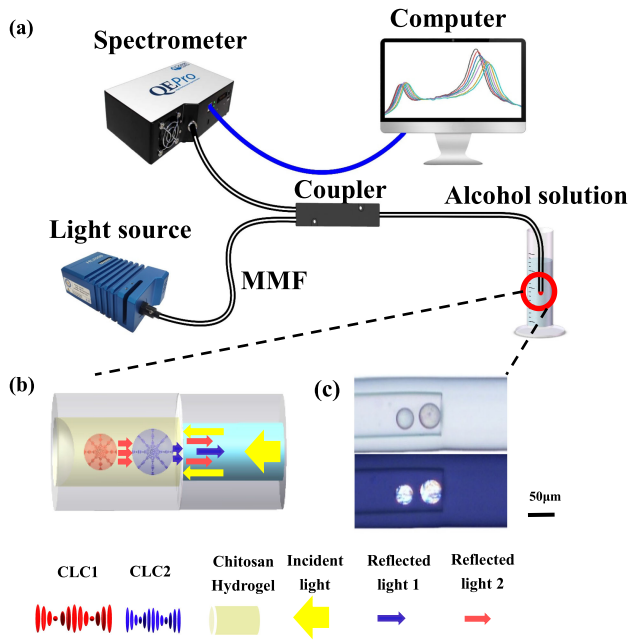 (a)
Spectrometer
Computer
QEPro
Coupler
Alcohol solution
Light source
MMF
(b)
(c)
50μm
CLC1
CLC2
Chitosan
Hydrogel
Incident
light
Reflected
light 1
Reflected
light 2